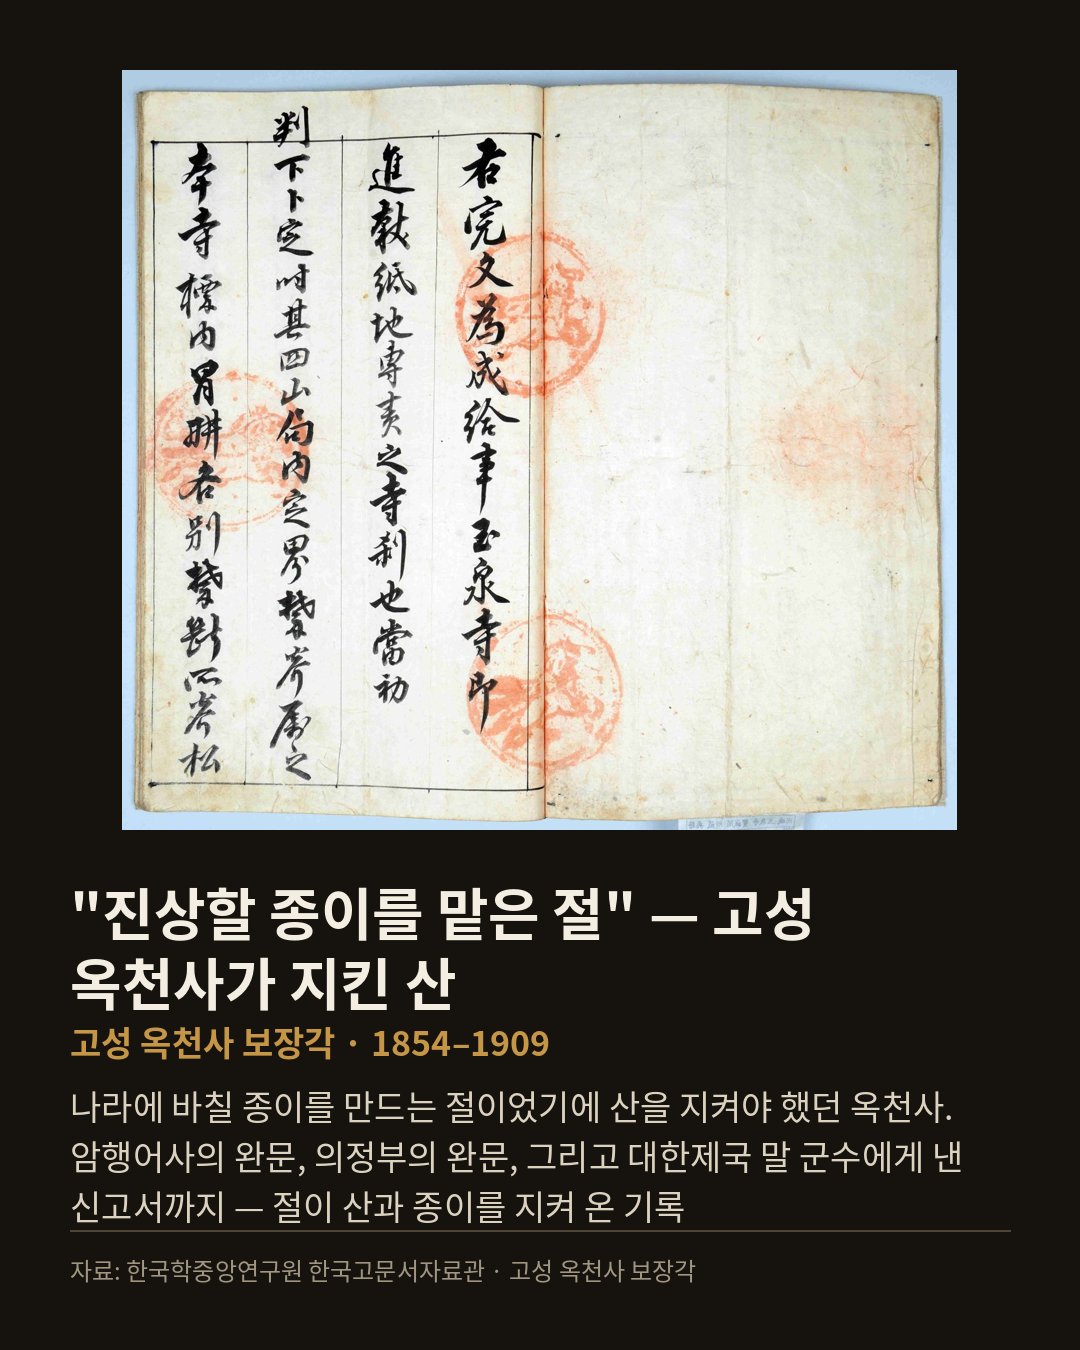 右完文為成給事玉泉寺即
進獻紙地專責之寺刹也當初
判下卜定時其四山局內定界禁養屬之
本寺標內冒耕者別禁斷而養松
"진상할 종이를 맡은 절" — 고성
옥천사가 지킨 산
고성 옥천사 보장각 · 1854–1909
나라에 바칠 종이를 만드는 절이었기에 산을 지켜야 했던 옥천사.
암행어사의 완문, 의정부의 완문, 그리고 대한제국 말 군수에게 낸
신고서까지 — 절이 산과 종이를 지켜 온 기록
자료: 한국학중앙연구원 한국고문서자료관 · 고성 옥천사 보장각